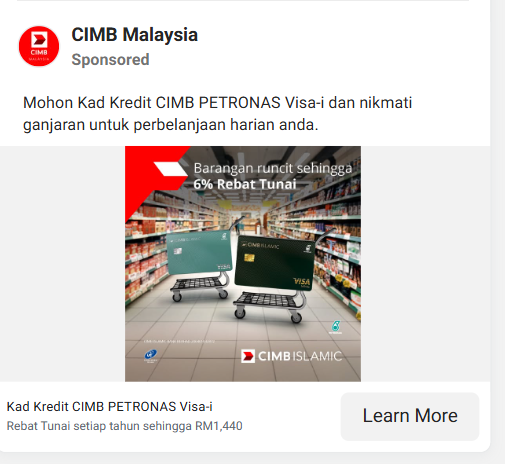 CIMB
MALAYSIA
CIMB Malaysia
Sponsored
Mohon Kad Kredit CIMB PETRONAS Visa-i dan nikmati
ganjaran untuk perbelanjaan harian anda.
Barangan runcit sehingga
6% Rebat Tunai
CIMB ISLAMIC
VISA
CIMB ISLAMIC
Kad Kredit CIMB PETRONAS Visa-i
Rebat Tunai setiap tahun sehingga RM1,440
Learn More